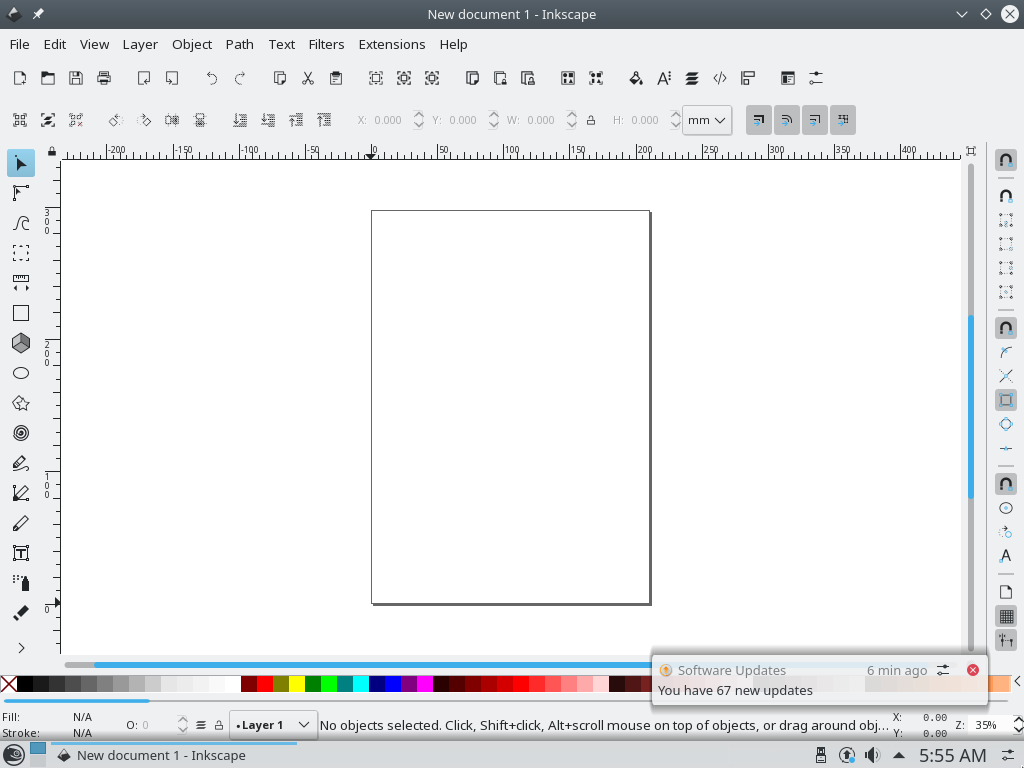 New document 1 - Inkscape
File Edit View Layer Object Path Text Filters Extensions Help
X: 0.000 Y: 0.000 W: 0.000 H: 0.000 mm
-200 -150 -100 -50 0 50 100 150 200 250 300 350 400
300
200
100
0
Software Updates 6 min ago
You have 67 new updates
Fill: N/A
Stroke: N/A
O: 0
•Layer 1
No objects selected. Click, Shift+click, Alt+scroll mouse on top of objects, or drag around obj...
X: 0.00
Y: 0.00
Z: 35%
New document 1 - Inkscape
5:55 AM